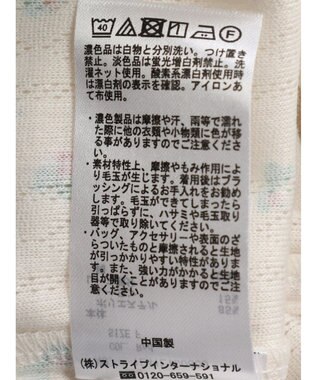 40
F
濃色品は白物と分別洗い。つけ置き
禁止。淡色品は蛍光増白剤禁止。洗
濯ネット使用。酸素系漂白剤使用時
は漂白剤の表示を確認。アイロンあ
て布使用。
・濃色製品は摩擦や汗、雨等で濡れ
た際に他の衣類や小物類に色が移
る事がありますのでご注意くださ
い。
・素材特性上、摩擦やもみ作用によ
り毛玉が生じます。着用後はブラ
ッシングによるお手入れをお勧め
します。毛玉ができてしまったら
引っぱらずに、ハサミや毛玉取り
器等で取り除いてください。
・バッグ、アクセサリーや表面のざ
らついたものと摩擦されると生地
が引っかかりやすい特性がありま
す。また、強い力がかかると生地
目が開くことがありますのでご注
意ください。
ポリエステル 15%
本体 85%
SIZE F
中国製
(株)ストライプインターナショナル
0120-659-591